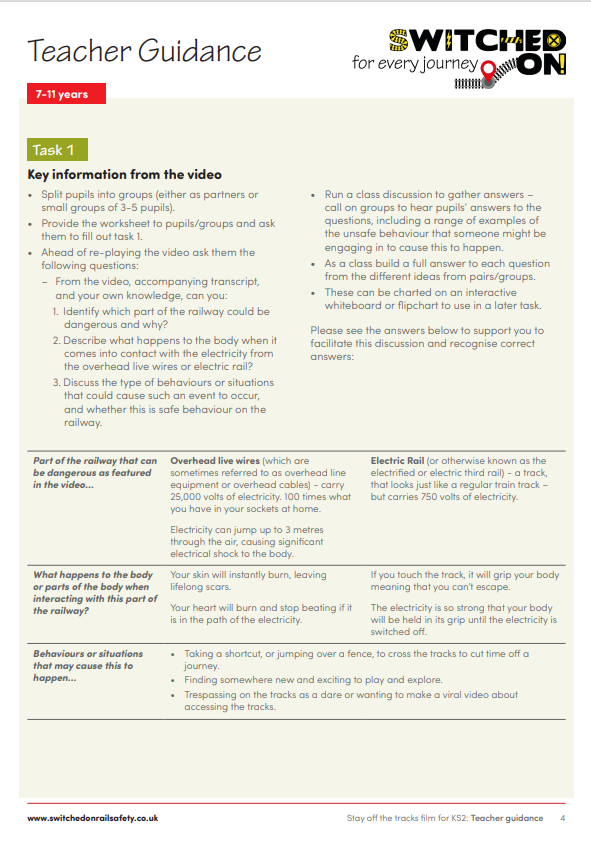 Teacher Guidance
SWITCHED
for every journey
ON!
7-11 years
Task 1
Key information from the video
• Split pupils into groups (either as partners or
small groups of 3-5 pupils).
• Provide the worksheet to pupils/groups and ask
them to fill out task 1.
• Ahead of re-playing the video ask them the
following questions:
– From the video, accompanying transcript,
and your own knowledge, can you:
1. Identify which part of the railway could be
dangerous and why?
2. Describe what happens to the body when it
comes into contact with the electricity from
the overhead live wires or electric rail?
3. Discuss the type of behaviours or situations
that could cause such an event to occur,
and whether this is safe behaviour on the
railway.
• Run a class discussion to gather answers –
call on groups to hear pupils' answers to the
questions, including a range of examples of
the unsafe behaviour that someone might be
engaging in to cause this to happen.
• As a class build a full answer to each question
from the different ideas from pairs/groups.
• These can be charted on an interactive
whiteboard or flipchart to use in a later task.
Please see the answers below to support you to
facilitate this discussion and recognise correct
answers:
Part of the railway that can
be dangerous as featured
in the video...
Overhead live wires (which are
sometimes referred to as overhead line
equipment or overhead cables) - carry
25,000 volts of electricity. 100 times what
you have in your sockets at home.
Electricity can jump up to 3 metres
through the air, causing significant
electrical shock to the body.
Electric Rail (or otherwise known as the
electrified or electric third rail) - a track,
that looks just like a regular train track –
but carries 750 volts of electricity.
What happens to the body
or parts of the body when
interacting with this part of
the railway?
Your skin will instantly burn, leaving
lifelong scars.
Your heart will burn and stop beating if it
is in the path of the electricity.
If you touch the track, it will grip your body
meaning that you can't escape.
The electricity is so strong that your body
will be held in its grip until the electricity is
switched off.
Behaviours or situations
that may cause this to
happen...
• Taking a shortcut, or jumping over a fence, to cross the tracks to cut time off a
journey.
• Finding somewhere new and exciting to play and explore.
• Trespassing on the tracks as a dare or wanting to make a viral video about
accessing the tracks.
www.switchedonrailsafety.co.uk
Stay off the tracks film for KS2: Teacher guidance 4